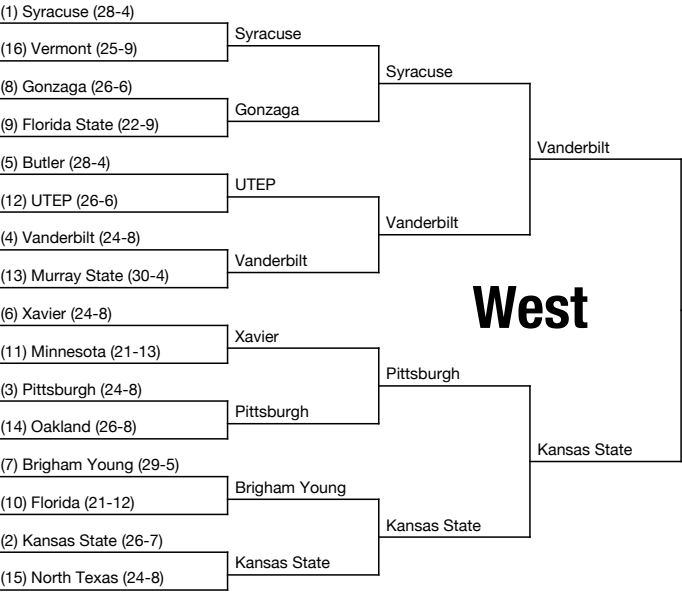 (1) Syracuse (28-4)
(16) Vermont (25-9)
(8) Gonzaga (26-6)
(9) Florida State (22-9)
(5) Butler (28-4)
(12) UTEP (26-6)
(4) Vanderbilt (24-8)
(13) Murray State (30-4)
(6) Xavier (24-8)
(11) Minnesota (21-13)
(3) Pittsburgh (24-8)
(14) Oakland (26-8)
(7) Brigham Young (29-5)
(10) Florida (21-12)
(2) Kansas State (26-7)
(15) North Texas (24-8)
Syracuse
Gonzaga
UTEP
Vanderbilt
Xavier
Pittsburgh
Brigham Young
Kansas State
Syracuse
Vanderbilt
Pittsburgh
Kansas State
Vanderbilt
Kansas State
West